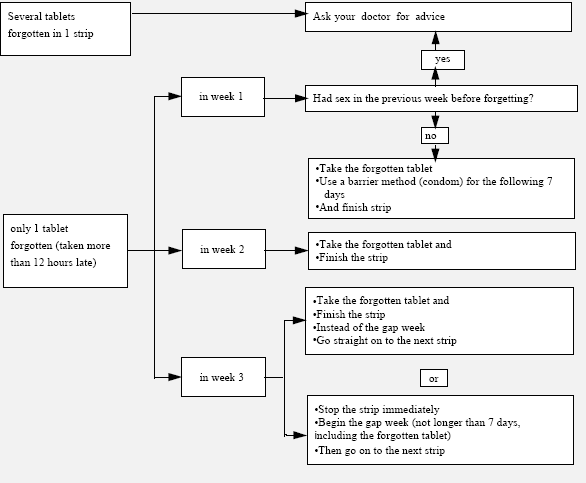 Several tablets
forgotten in 1 strip
Ask your doctor for advice
yes
in week 1
Had sex in the previous week before forgetting?
no
•Take the forgotten tablet
•Use a barrier method (condom) for the following 7
days
•And finish strip
only 1 tablet
forgotten (taken more
than 12 hours late)
in week 2
•Take the forgotten tablet and
•Finish the strip
•Take the forgotten tablet and
•Finish the strip
•Instead of the gap week
•Go straight on to the next strip
in week 3
or
•Stop the strip immediately
•Begin the gap week (not longer than 7 days,
including the forgotten tablet)
•Then go on to the next strip